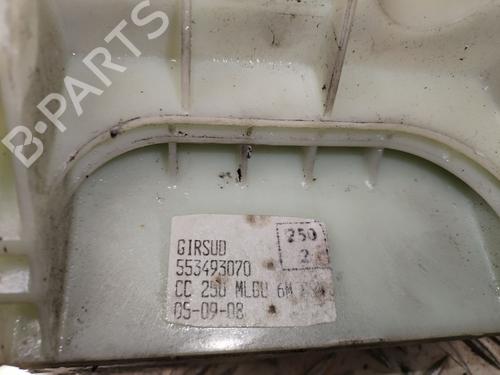 B-PARTS
GIRSUD
250
2
553493070
CC 250 MLGU 6M
05-09-08